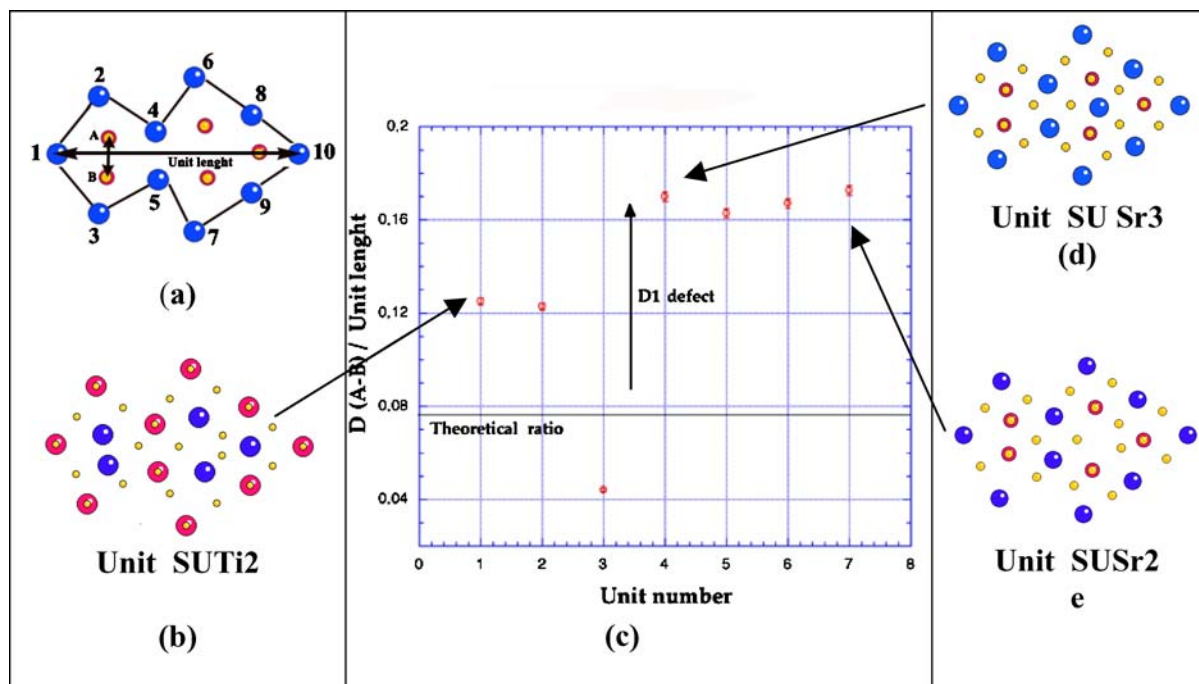 2
6
4
8
A
1
Unit lenght
10
B
5
3
9
7
(a)
Unit SUTi2
(b)
D (A-B) / Unit lenght
0,2
0,16
0,12
0.08
0.04
D1 defect
Theoretical ratio
0 1 2 3 4 5 6 7 8
Unit number
(c)
Unit SU Sr3
(d)
Unit SUSr2
e